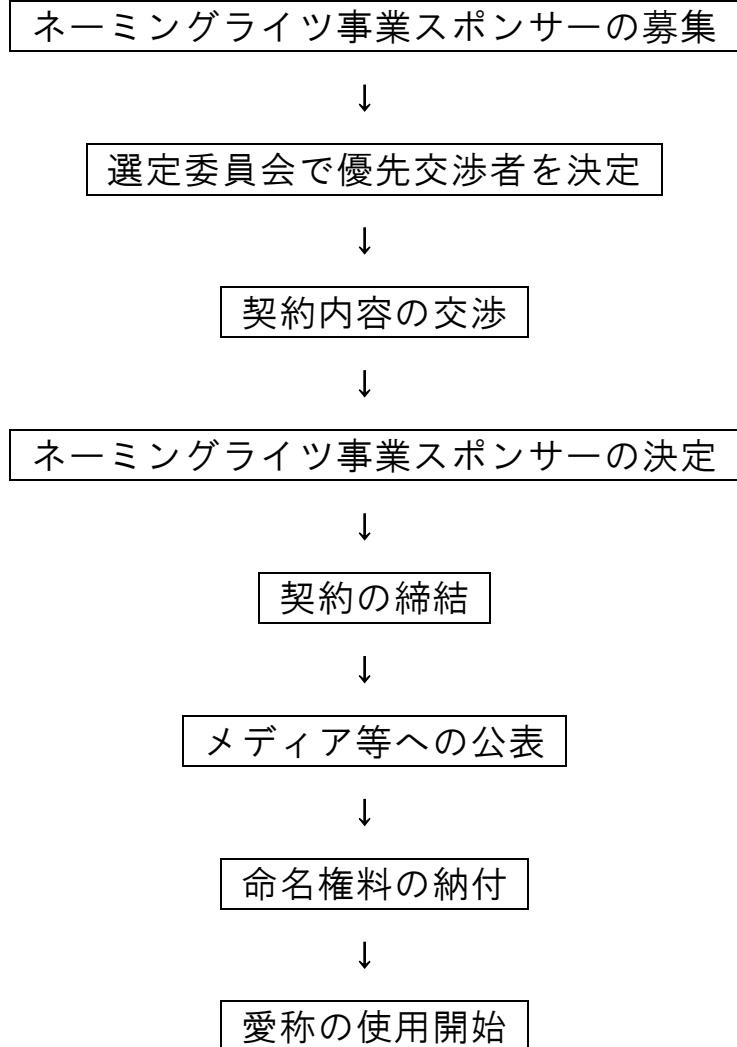 ネーミングライツ事業スポンサーの募集
↓
選定委員会で優先交渉者を決定
↓
契約内容の交渉
↓
ネーミングライツ事業スポンサーの決定
↓
契約の締結
↓
メディア等への公表
↓
命名権料の納付
↓
愛称の使用開始